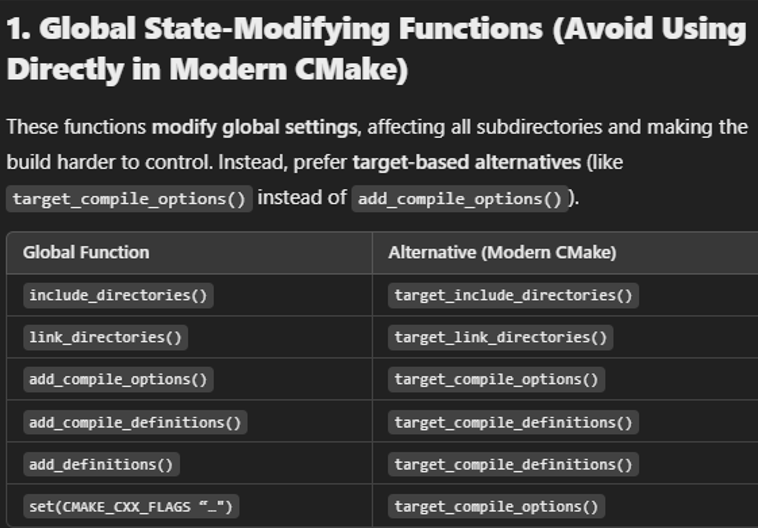 1. Global State-Modifying Functions (Avoid Using
Directly in Modern CMake)
These functions modify global settings, affecting all subdirectories and making the
build harder to control. Instead, prefer target-based alternatives (like
target_compile_options() instead of add_compile_options()).
Global Function Alternative (Modern CMake)
include_directories() target_include_directories()
link_directories() target_link_directories()
add_compile_options() target_compile_options()
add_compile_definitions() target_compile_definitions()
add_definitions() target_compile_definitions()
set(CMAKE_CXX_FLAGS “…") target_compile_options()